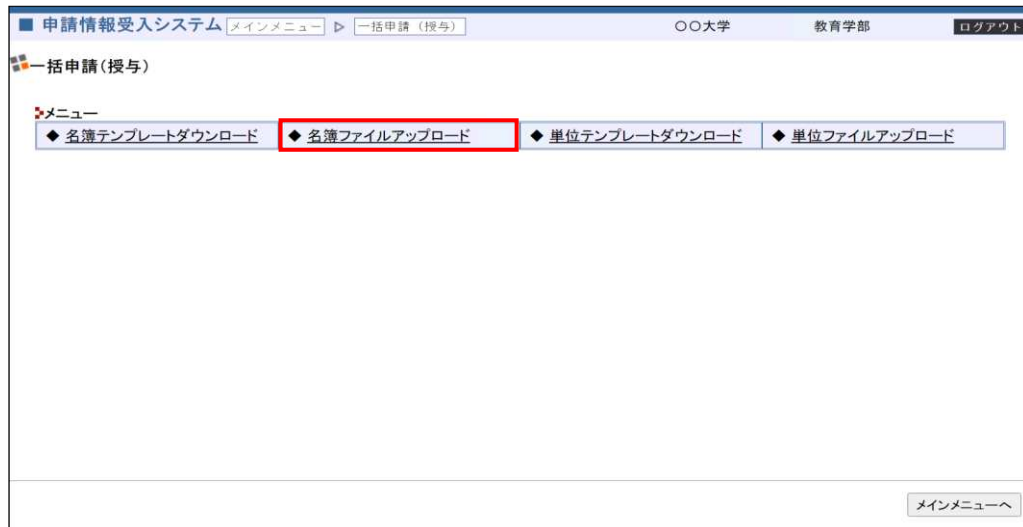 ■ 申請情報受入システム メインメニュー ▷ 一括申請（授与） 〇〇大学 教育学部 ログアウト
一括申請（授与）
メニュー
◆ 名簿テンプレートダウンロード ◆ 名簿ファイルアップロード ◆ 単位テンプレートダウンロード ◆ 単位ファイルアップロード
メインメニューへ